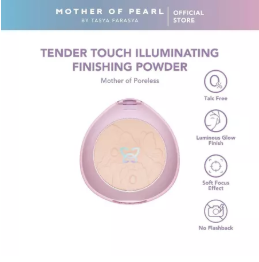 MOTHER OF PEARL
BY TASYA FARASYA
OFFICIAL
STORE
TENDER TOUCH ILLUMINATING
FINISHING POWDER
Mother of Poreless
Talc Free
Luminous Glow
Finish
Soft Focus
Effect
No Flashback